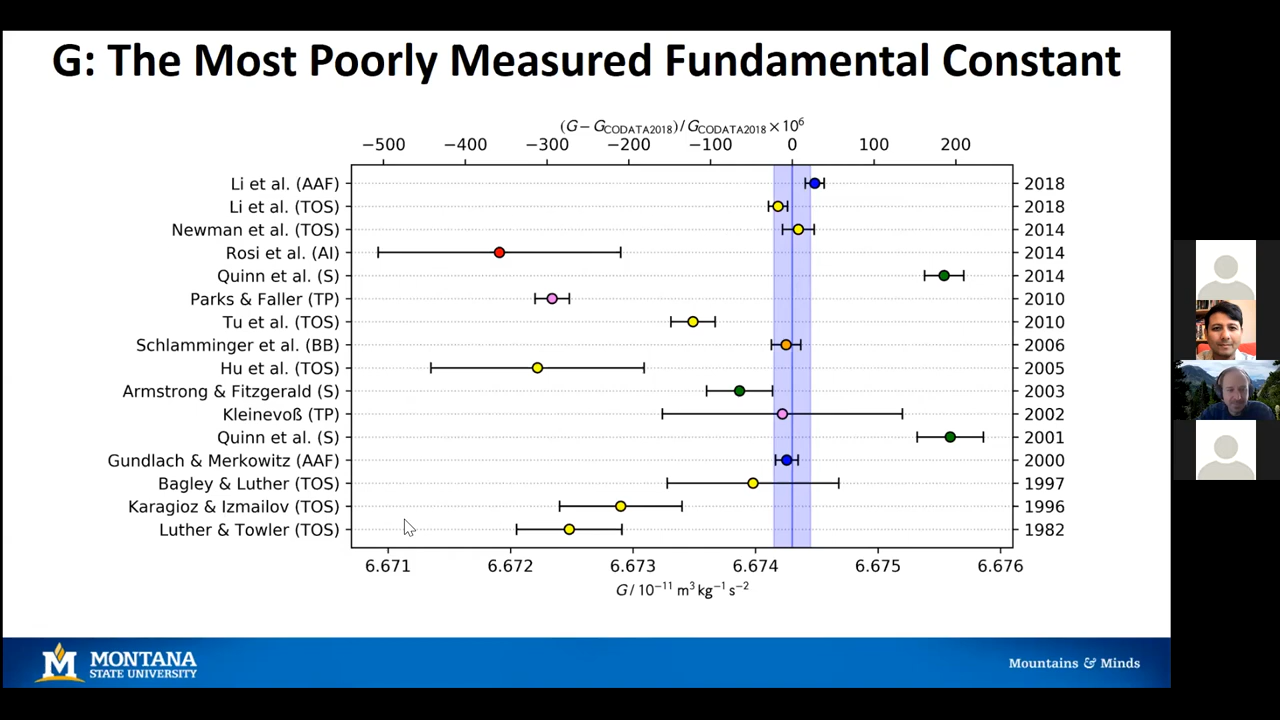 G: The Most Poorly Measured Fundamental Constant
(G − G_CODATA2018) / G_CODATA2018 × 10⁶
−500 −400 −300 −200 −100 0 100 200
Li et al. (AAF) 2018
Li et al. (TOS) 2018
Newman et al. (TOS) 2014
Rosi et al. (AI) 2014
Quinn et al. (S) 2014
Parks & Faller (TP) 2010
Tu et al. (TOS) 2010
Schlamminger et al. (BB) 2006
Hu et al. (TOS) 2005
Armstrong & Fitzgerald (S) 2003
Kleinevoß (TP) 2002
Quinn et al. (S) 2001
Gundlach & Merkowitz (AAF) 2000
Bagley & Luther (TOS) 1997
Karagioz & Izmailov (TOS) 1996
Luther & Towler (TOS) 1982
6.671 6.672 6.673 6.674 6.675 6.676
G / 10⁻¹¹ m³ kg⁻¹ s⁻²
M MONTANA
STATE UNIVERSITY
Mountains & Minds